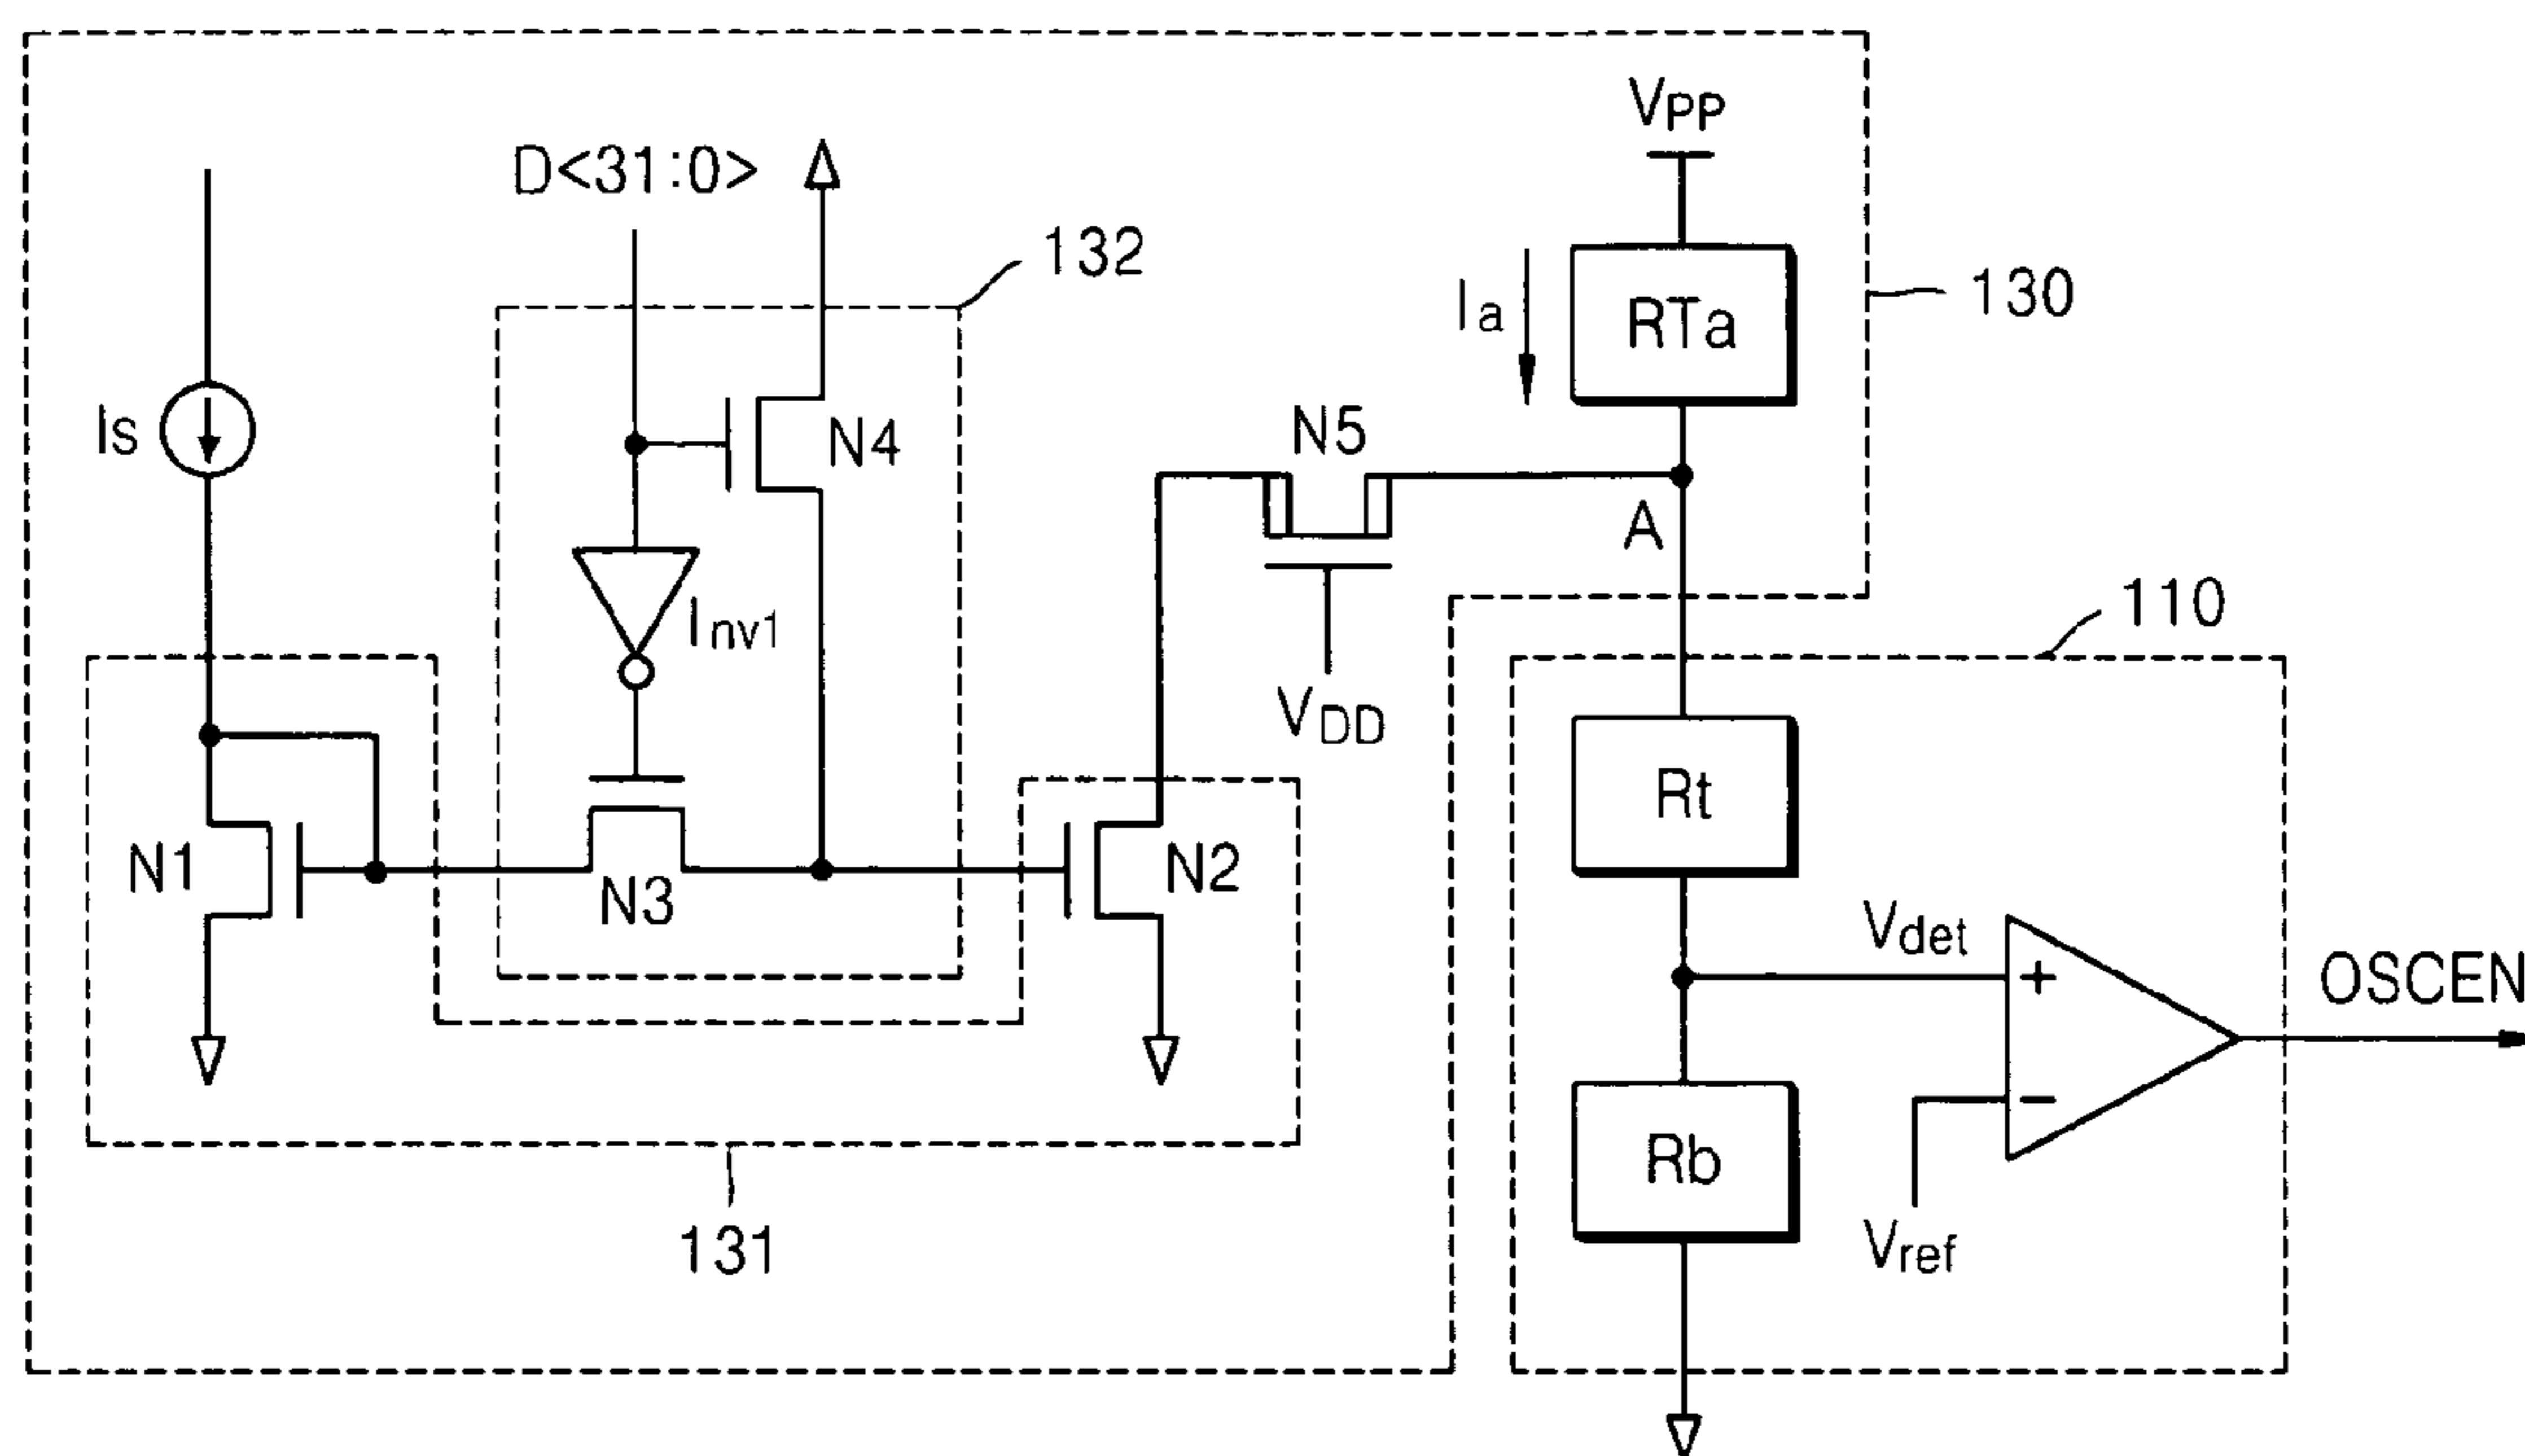 VPP
D<31:0>
132
130
Is
Ia
RTa
N4
N5
A
Inv1
110
VDD
Rt
N1
N3
N2
Vdet
+
OSCEN
−
Rb
Vref
131